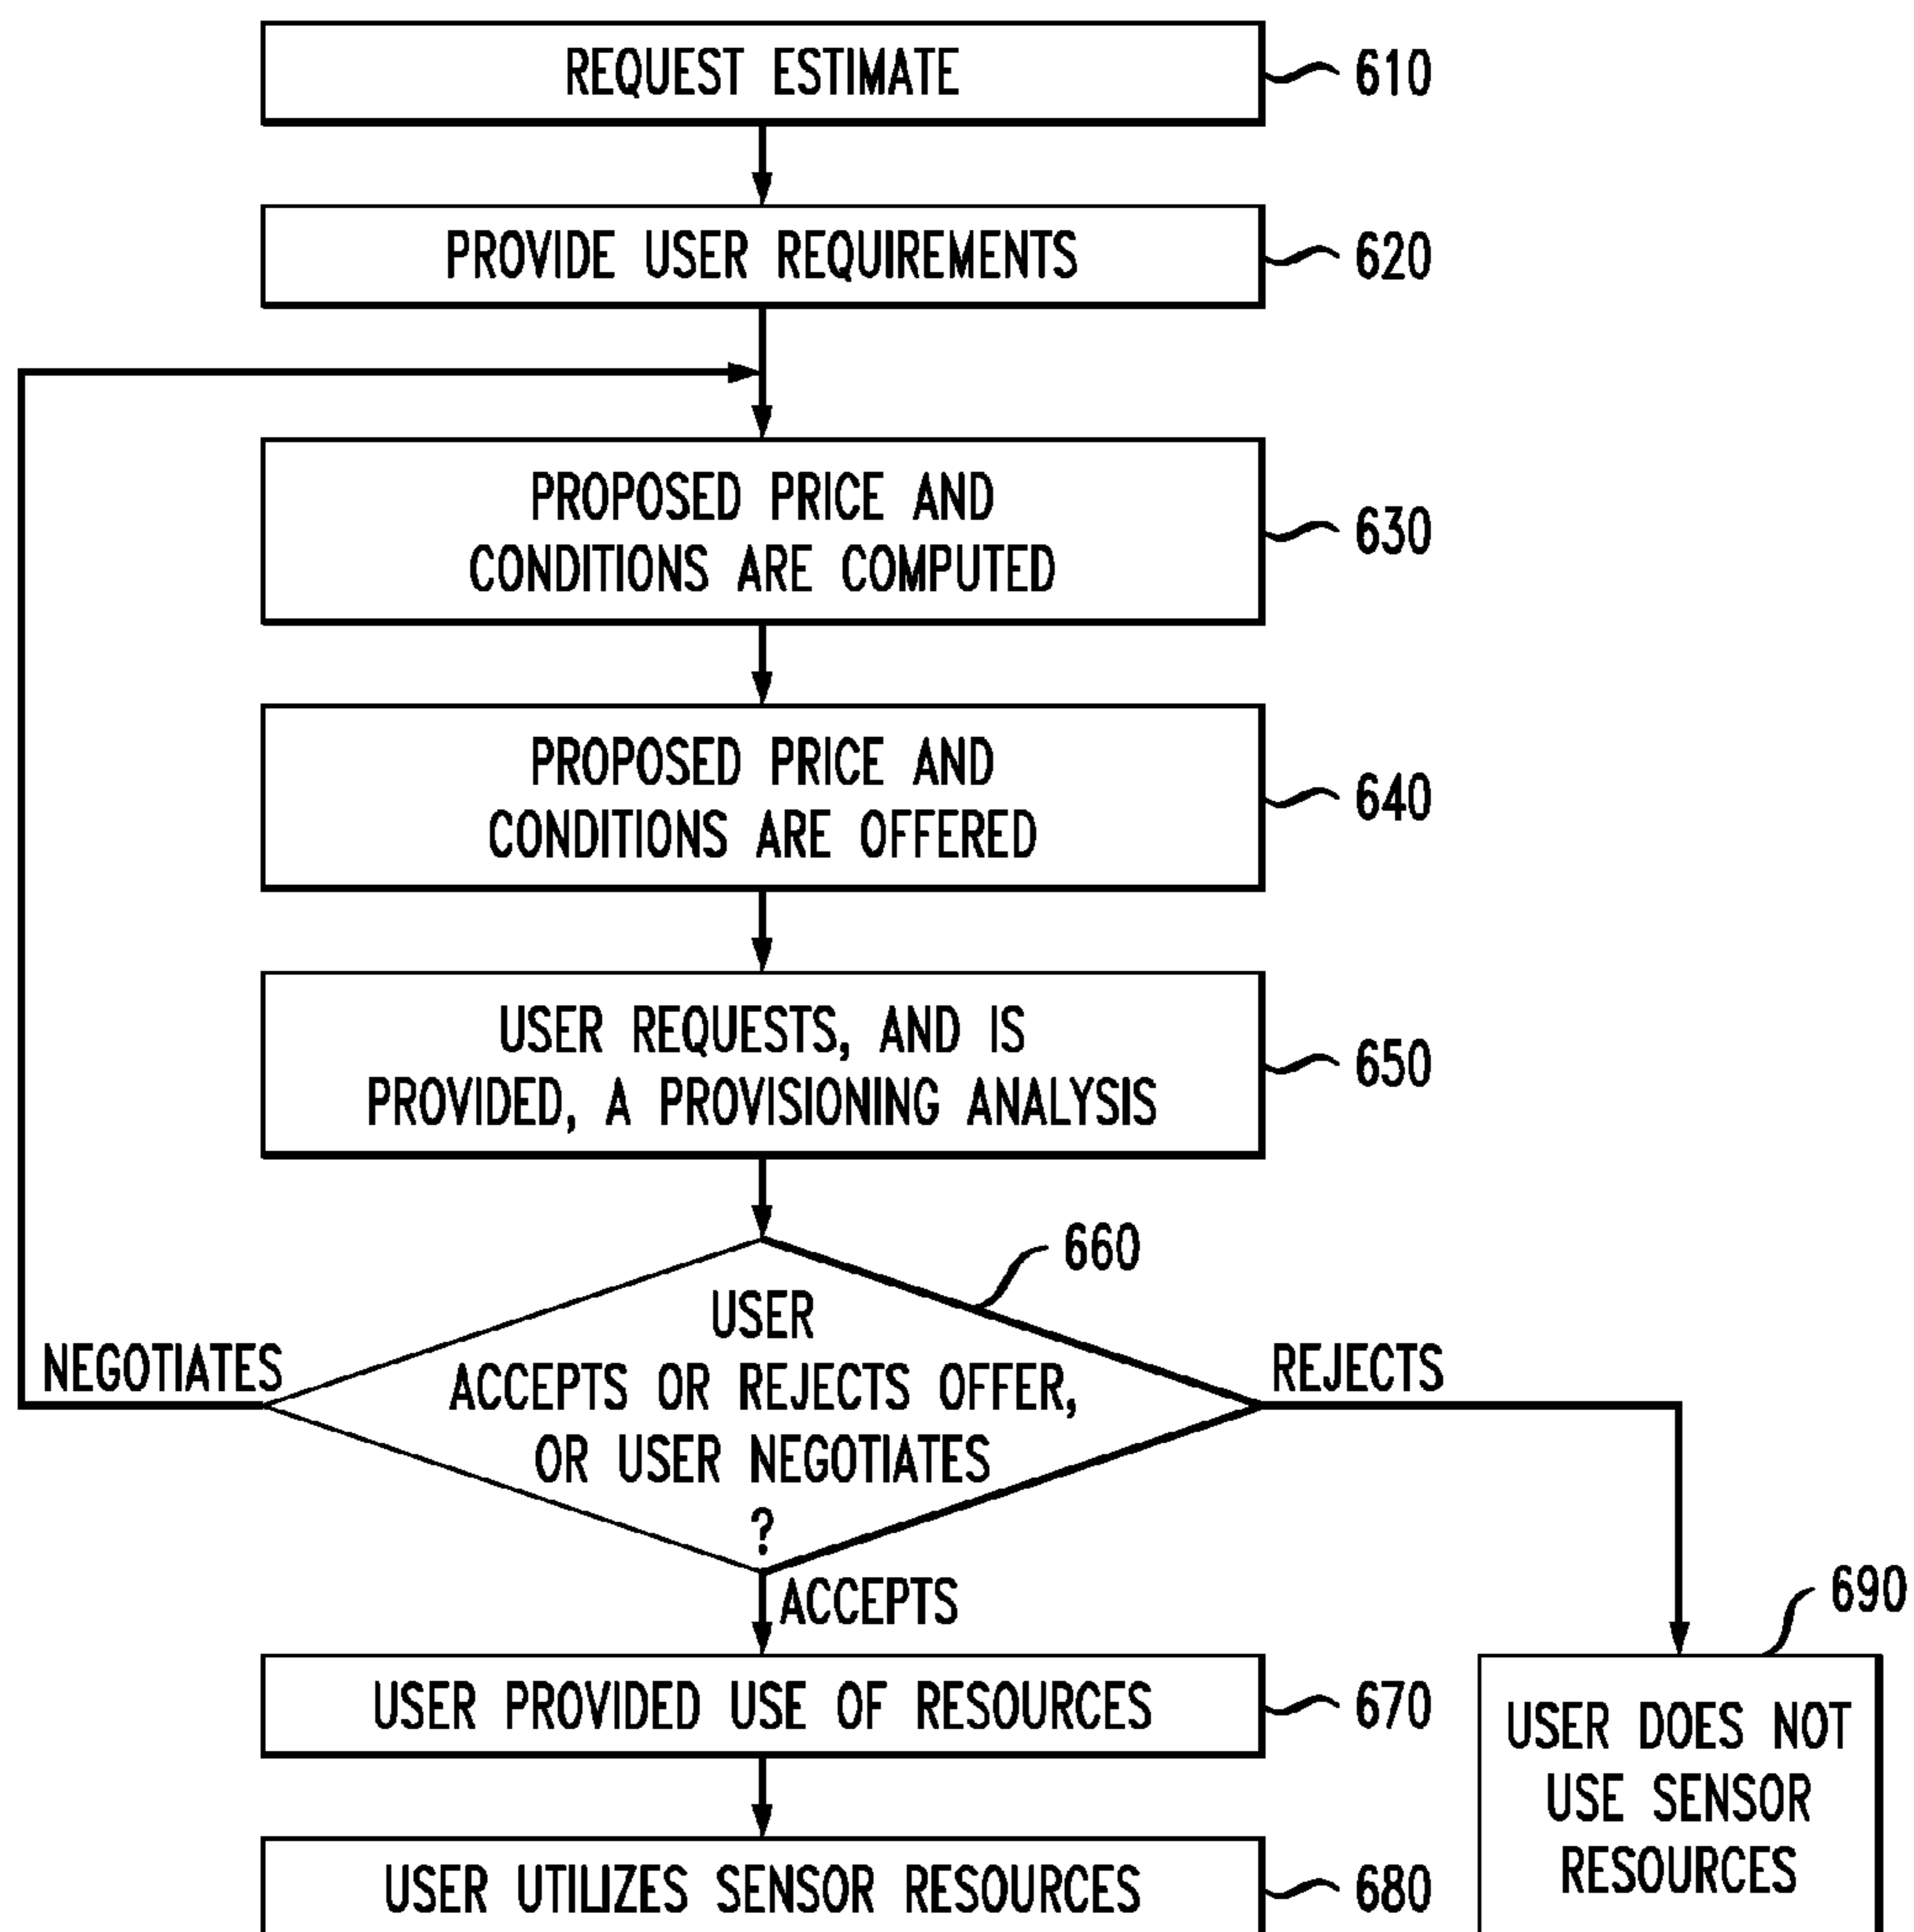 REQUEST ESTIMATE
610
PROVIDE USER REQUIREMENTS
620
PROPOSED PRICE AND
CONDITIONS ARE COMPUTED
630
PROPOSED PRICE AND
CONDITIONS ARE OFFERED
640
USER REQUESTS, AND IS
PROVIDED, A PROVISIONING ANALYSIS
650
660
USER
ACCEPTS OR REJECTS OFFER,
OR USER NEGOTIATES
?
NEGOTIATES
REJECTS
ACCEPTS
USER PROVIDED USE OF RESOURCES
670
USER UTILIZES SENSOR RESOURCES
680
690
USER DOES NOT
USE SENSOR
RESOURCES